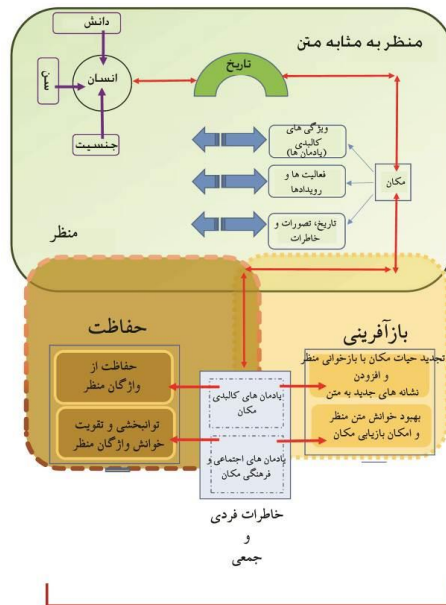 منظر به مثابه متن
دانش
انسان
سن
جنسیت
تاریخ
ویژگی های
کالبدی
(یادمان ها)
فعالیت ها و
رویدادها
تاریخ، تصورات و
خاطرات
مکان
منظر
حفاظت
حفاظت از
واژگان منظر
توانبخشی و تقویت
خوانش واژگان منظر
بازآفرینی
تجدید حیات مکان با بازخوانی منظر
و افزودن
نشانه های جدید به متن
بهبود خوانش متن منظر
و امکان بازیابی مکان
یادمان های کالبدی
مکان
یادمان های اجتماعی و
فرهنگی مکان
خاطرات فردی
و
جمعی